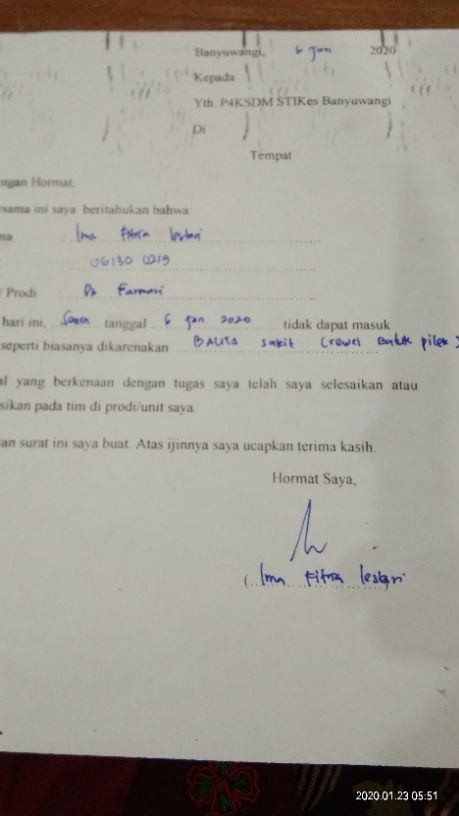 Banyuwangi, 6 Jan 2020
Kepada
Yth. P4KSDM STIKes Banyuwangi
Di
Tempat
ngan Hormat,
sama ini saya beritahukan bahwa:
na : Ima Fitria lestari
06130 0219
/ Prodi : D3 Farmasi
hari ini, Senin tanggal 6 jan 2020 tidak dapat masuk
seperti biasanya dikarenakan BALITA sakit (rewel Batuk pilek)
al yang berkenaan dengan tugas saya telah saya selesaikan atau
sikan pada tim di prodi/unit saya.
ian surat ini saya buat. Atas ijinnya saya ucapkan terima kasih.
Hormat Saya,
(Ima Fitria lestari
2020.01.23 05:51